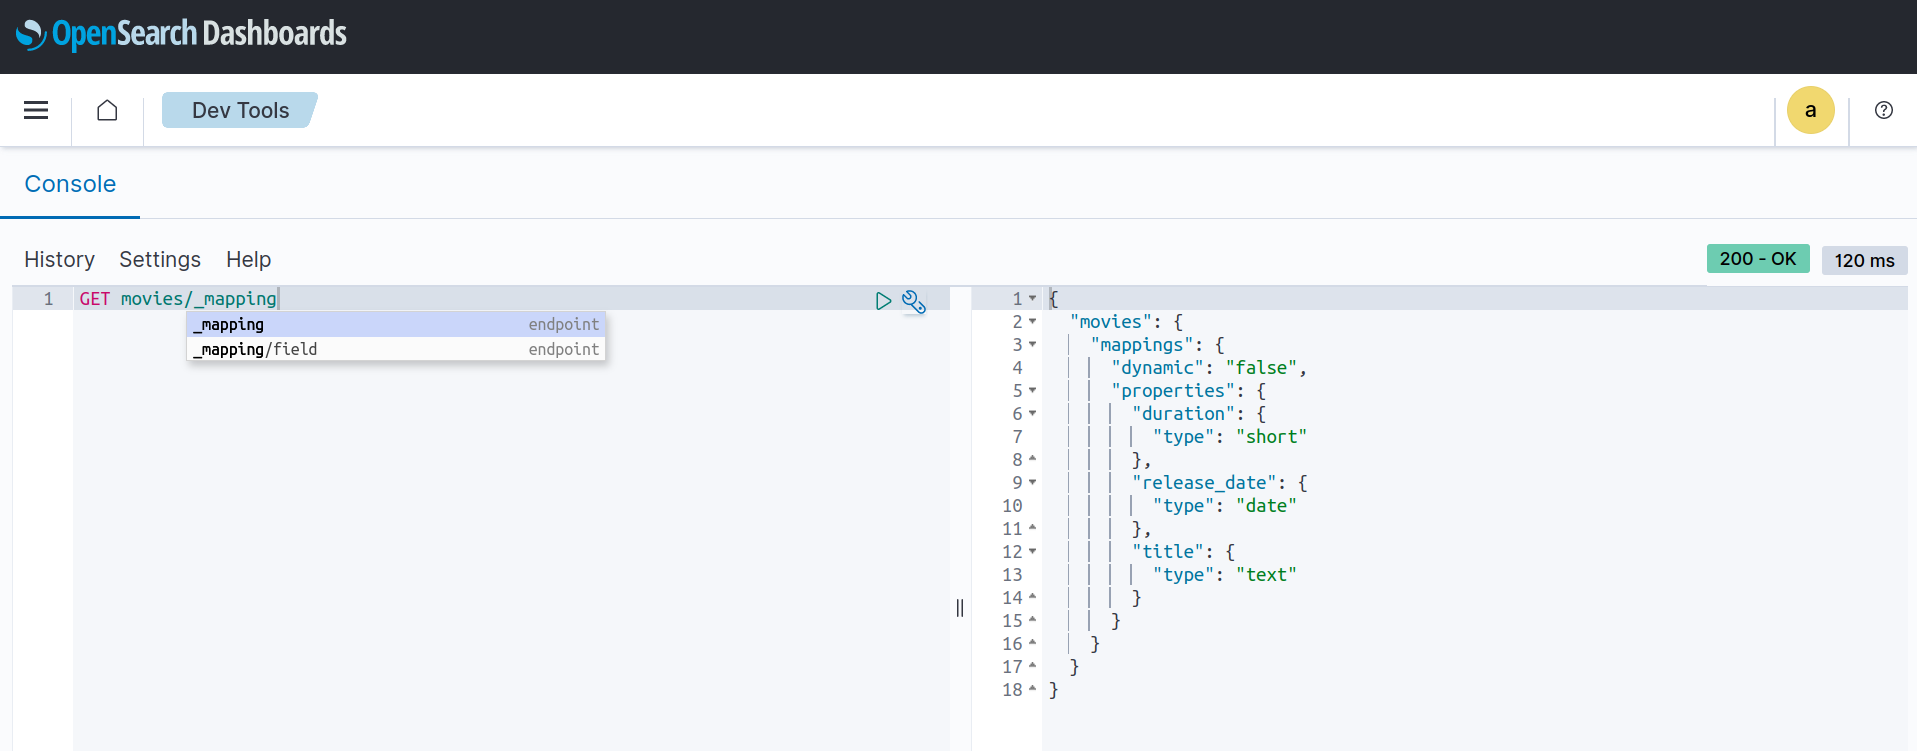 OpenSearch Dashboards
Dev Tools
a
Console
History Settings Help
200 - OK 120 ms
1 GET movies/_mapping
_mapping endpoint
_mapping/field endpoint
1 {
2 "movies": {
3 "mappings": {
4 "dynamic": "false",
5 "properties": {
6 "duration": {
7 "type": "short"
8 },
9 "release_date": {
10 "type": "date"
11 },
12 "title": {
13 "type": "text"
14 }
15 }
16 }
17 }
18 }